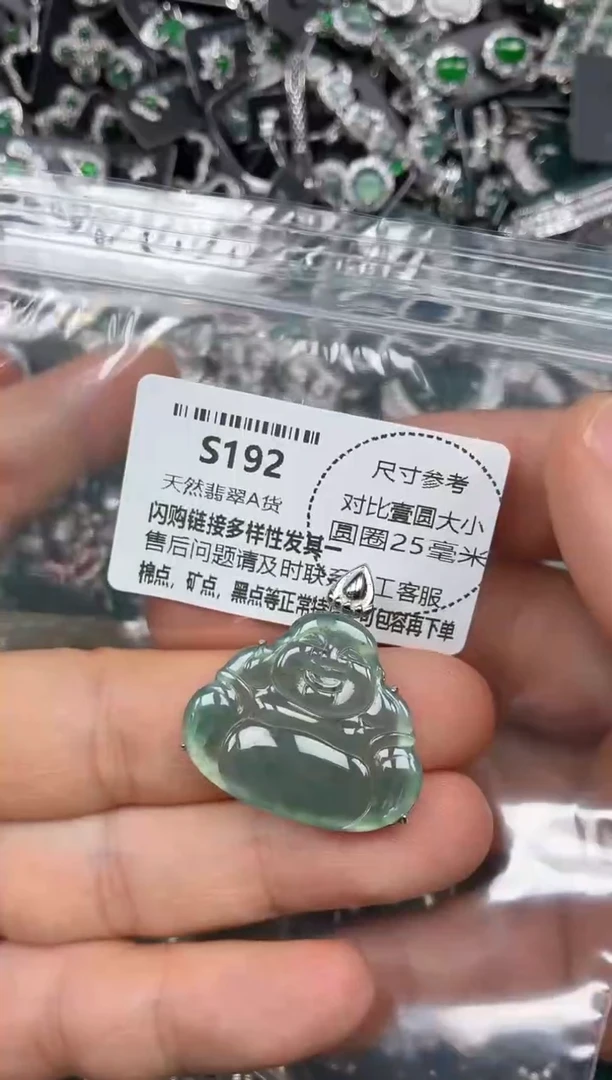 S192
天然翡翠A货
闪购链接多样性发其一
售后问题请及时联系 工客服
棉点，矿点，黑点等正常 可包容再下单
尺寸参考
对比壹圆大小
圆圈25毫米